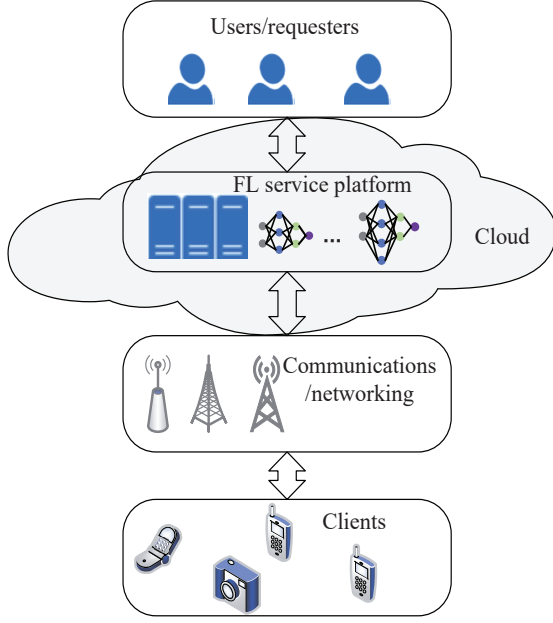 Users/requesters
FL service platform
...
Cloud
Communications
/networking
Clients